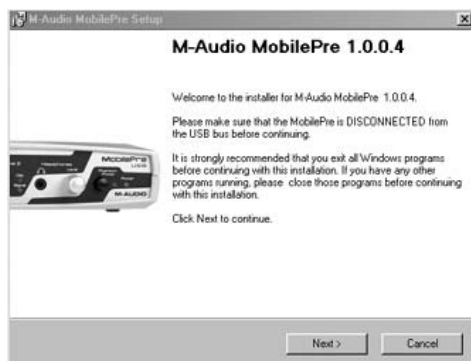 M-Audio MobilePre Setup
M-Audio MobilePre 1.0.0.4
Welcome to the installer for M-Audio MobilePre 1.0.0.4.
Please make sure that the MobilePre is DISCONNECTED from
the USB bus before continuing.
It is strongly recommended that you exit all Windows programs
before continuing with this installation. If you have any other
programs running, please close those programs before continuing
with this installation.
Click Next to continue.
Headphones
MobilePre
USB
M-AUDIO
Next >
Cancel